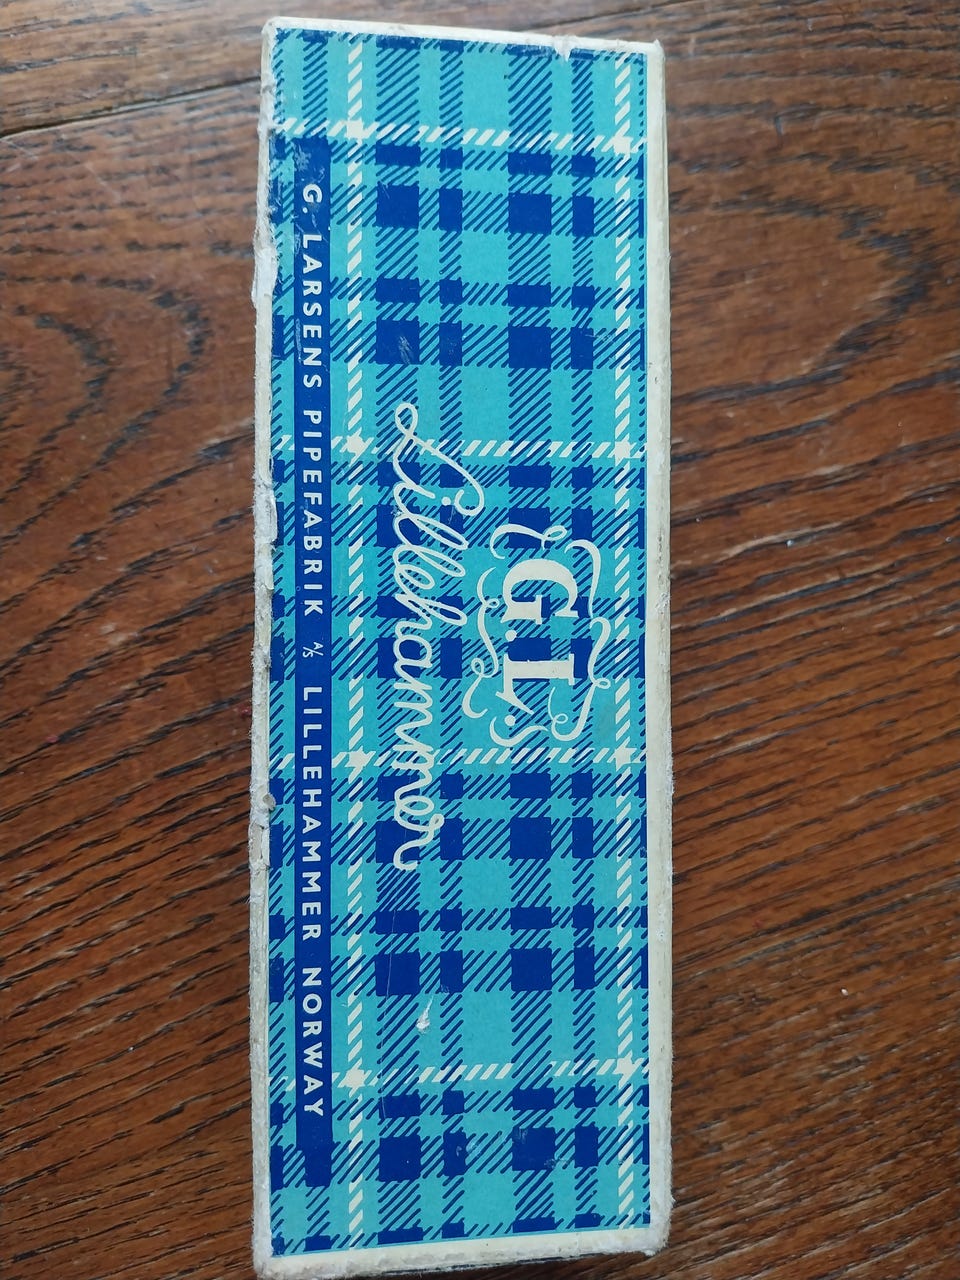 G.L.
Lillehammer
G. LARSENS PIPEFABRIK A/S LILLEHAMMER NORWAY